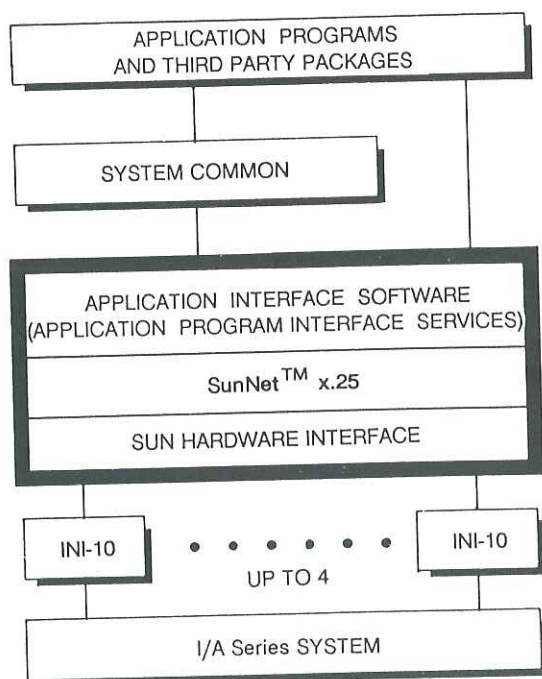 APPLICATION PROGRAMS
AND THIRD PARTY PACKAGES
SYSTEM COMMON
APPLICATION INTERFACE SOFTWARE
(APPLICATION PROGRAM INTERFACE SERVICES)
SunNet™ x.25
SUN HARDWARE INTERFACE
INI-10
INI-10
UP TO 4
I/A Series SYSTEM